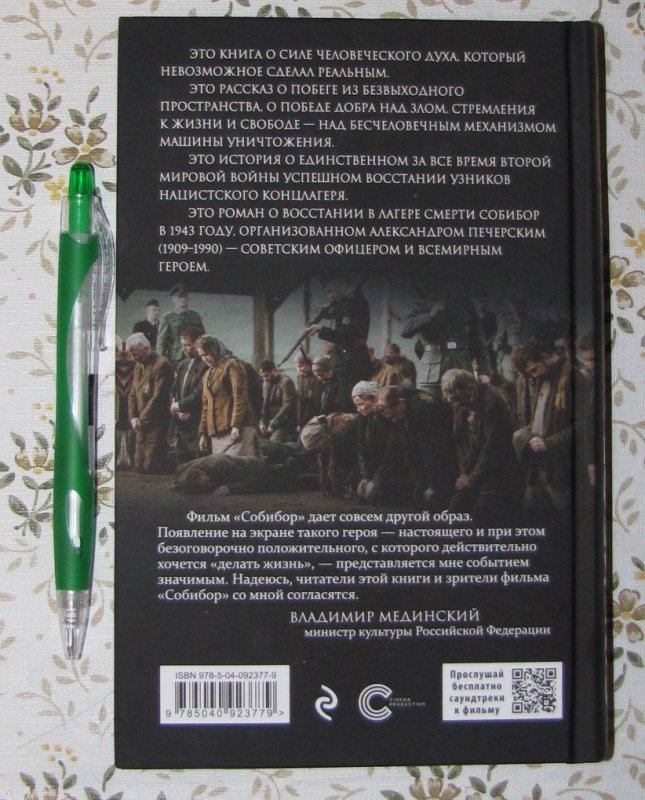 ЭТО КНИГА О СИЛЕ ЧЕЛОВЕЧЕСКОГО ДУХА, КОТОРЫЙ
НЕВОЗМОЖНОЕ СДЕЛАЛ РЕАЛЬНЫМ.
ЭТО РАССКАЗ О ПОБЕГЕ ИЗ БЕЗВЫХОДНОГО
ПРОСТРАНСТВА, О ПОБЕДЕ ДОБРА НАД ЗЛОМ, СТРЕМЛЕНИЯ
К ЖИЗНИ И СВОБОДЕ — НАД БЕСЧЕЛОВЕЧНЫМ МЕХАНИЗМОМ
МАШИНЫ УНИЧТОЖЕНИЯ.
ЭТО ИСТОРИЯ О ЕДИНСТВЕННОМ ЗА ВСЕ ВРЕМЯ ВТОРОЙ
МИРОВОЙ ВОЙНЫ УСПЕШНОМ ВОССТАНИИ УЗНИКОВ
НАЦИСТСКОГО КОНЦЛАГЕРЯ.
ЭТО РОМАН О ВОССТАНИИ В ЛАГЕРЕ СМЕРТИ СОБИБОР
В 1943 ГОДУ, ОРГАНИЗОВАННОМ АЛЕКСАНДРОМ ПЕЧЕРСКИМ
(1909–1990) — СОВЕТСКИМ ОФИЦЕРОМ И ВСЕМИРНЫМ
ГЕРОЕМ.
Фильм «Собибор» дает совсем другой образ.
Появление на экране такого героя — настоящего и при этом
безоговорочно положительного, с которого действительно
хочется «делать жизнь», — представляется мне событием
значимым. Надеюсь, читатели этой книги и зрители фильма
«Собибор» со мной согласятся.
ВЛАДИМИР МЕДИНСКИЙ
министр культуры Российской Федерации
ISBN 978-5-04-092377-9
9 785040 923779 >
CINEMA
PRODUCTION
Прослушай
бесплатно
саундтреки
к фильму